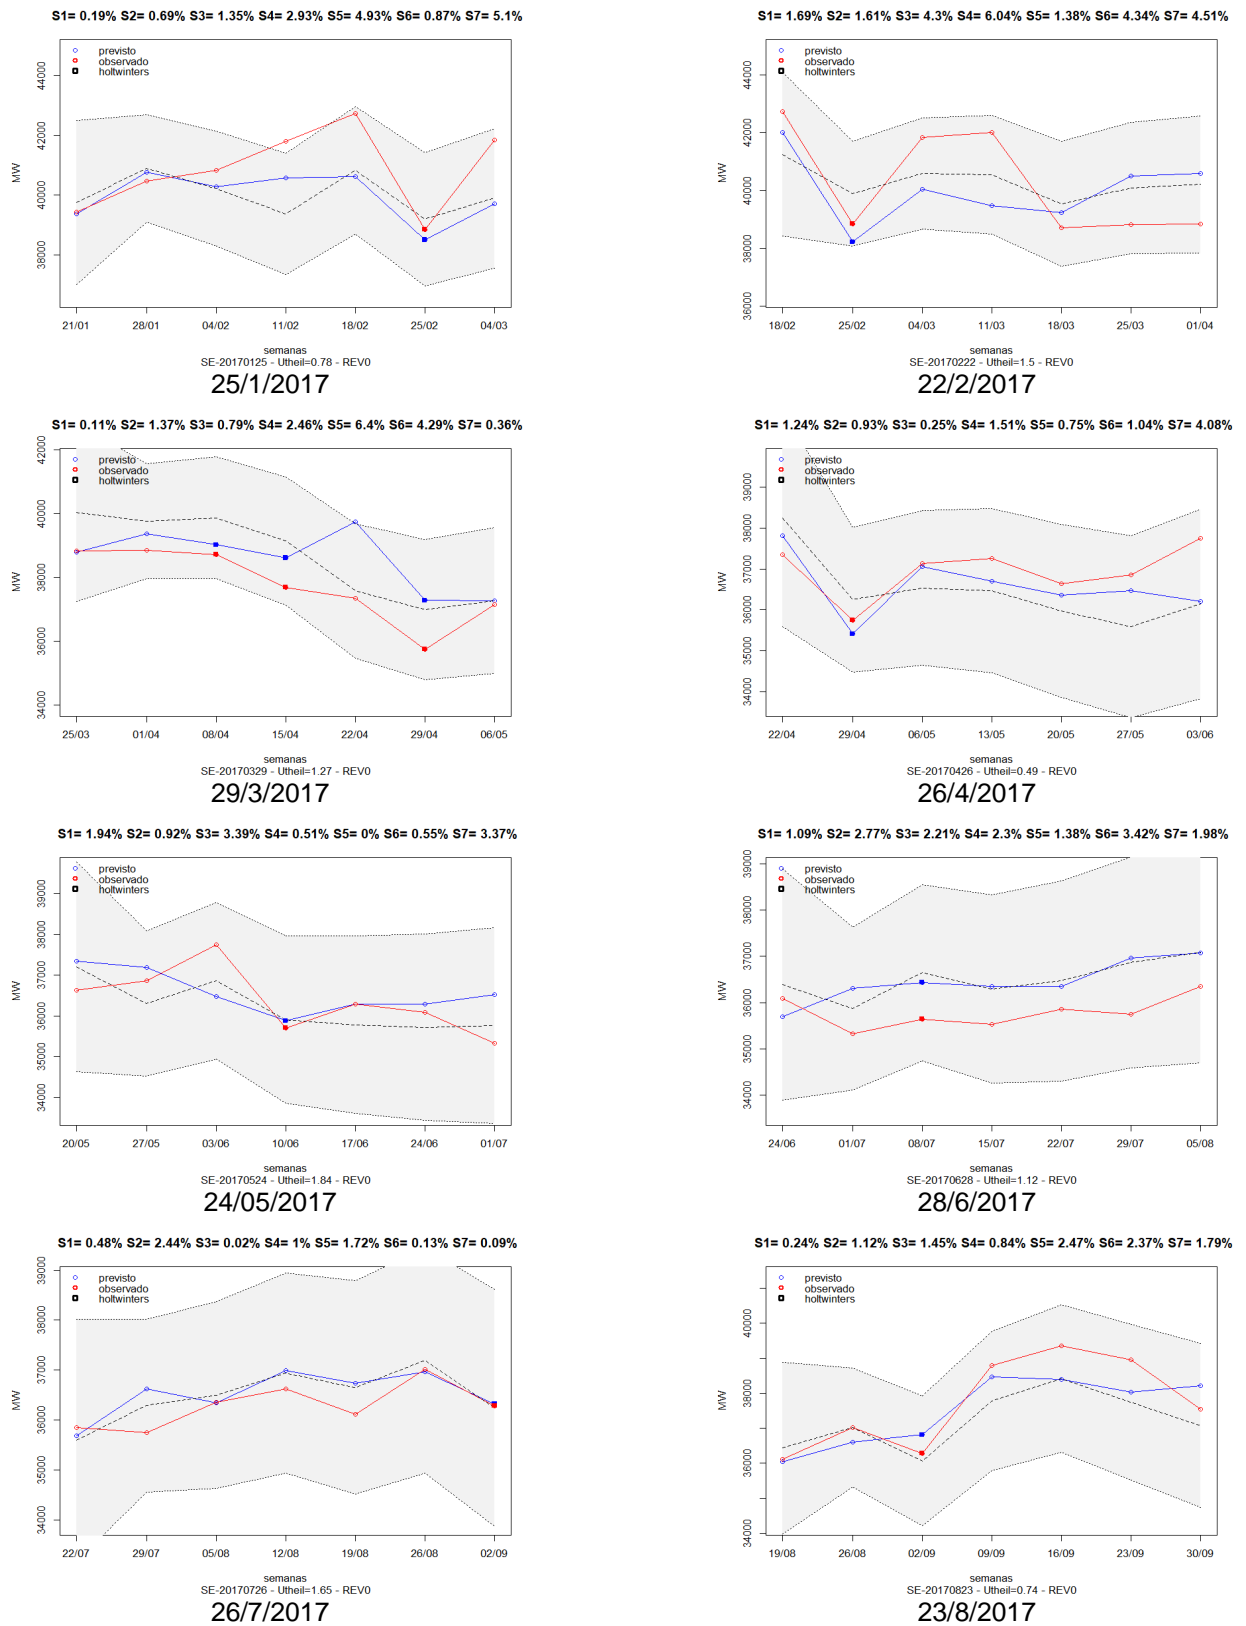 S1= 0.19% S2= 0.69% S3= 1.35% S4= 2.93% S5= 4.93% S6= 0.87% S7= 5.1%
previsto
observado
holtwinters
MW
44000
42000
40000
38000
21/01 28/01 04/02 11/02 18/02 25/02 04/03
semanas
SE-20170125 - Utheil=0.78 - REV0
25/1/2017
S1= 1.69% S2= 1.61% S3= 4.3% S4= 6.04% S5= 1.38% S6= 4.34% S7= 4.51%
previsto
observado
holtwinters
MW
44000
42000
40000
38000
36000
18/02 25/02 04/03 11/03 18/03 25/03 01/04
semanas
SE-20170222 - Utheil=1.5 - REV0
22/2/2017
S1= 0.11% S2= 1.37% S3= 0.79% S4= 2.46% S5= 6.4% S6= 4.29% S7= 0.36%
previsto
observado
holtwinters
MW
42000
40000
38000
36000
34000
25/03 01/04 08/04 15/04 22/04 29/04 06/05
semanas
SE-20170329 - Utheil=1.27 - REV0
29/3/2017
S1= 1.24% S2= 0.93% S3= 0.25% S4= 1.51% S5= 0.75% S6= 1.04% S7= 4.08%
previsto
observado
holtwinters
MW
39000
38000
37000
36000
35000
34000
22/04 29/04 06/05 13/05 20/05 27/05 03/06
semanas
SE-20170426 - Utheil=0.49 - REV0
26/4/2017
S1= 1.94% S2= 0.92% S3= 3.39% S4= 0.51% S5= 0% S6= 0.55% S7= 3.37%
previsto
observado
holtwinters
MW
39000
38000
37000
36000
35000
34000
20/05 27/05 03/06 10/06 17/06 24/06 01/07
semanas
SE-20170524 - Utheil=1.84 - REV0
24/05/2017
S1= 1.09% S2= 2.77% S3= 2.21% S4= 2.3% S5= 1.38% S6= 3.42% S7= 1.98%
previsto
observado
holtwinters
MW
39000
38000
37000
36000
35000
34000
24/06 01/07 08/07 15/07 22/07 29/07 05/08
semanas
SE-20170628 - Utheil=1.12 - REV0
28/6/2017
S1= 0.48% S2= 2.44% S3= 0.02% S4= 1% S5= 1.72% S6= 0.13% S7= 0.09%
previsto
observado
holtwinters
MW
39000
38000
37000
36000
35000
34000
22/07 29/07 05/08 12/08 19/08 26/08 02/09
semanas
SE-20170726 - Utheil=1.65 - REV0
26/7/2017
S1= 0.24% S2= 1.12% S3= 1.45% S4= 0.84% S5= 2.47% S6= 2.37% S7= 1.79%
previsto
observado
holtwinters
MW
40000
38000
36000
34000
19/08 26/08 02/09 09/09 16/09 23/09 30/09
semanas
SE-20170823 - Utheil=0.74 - REV0
23/8/2017